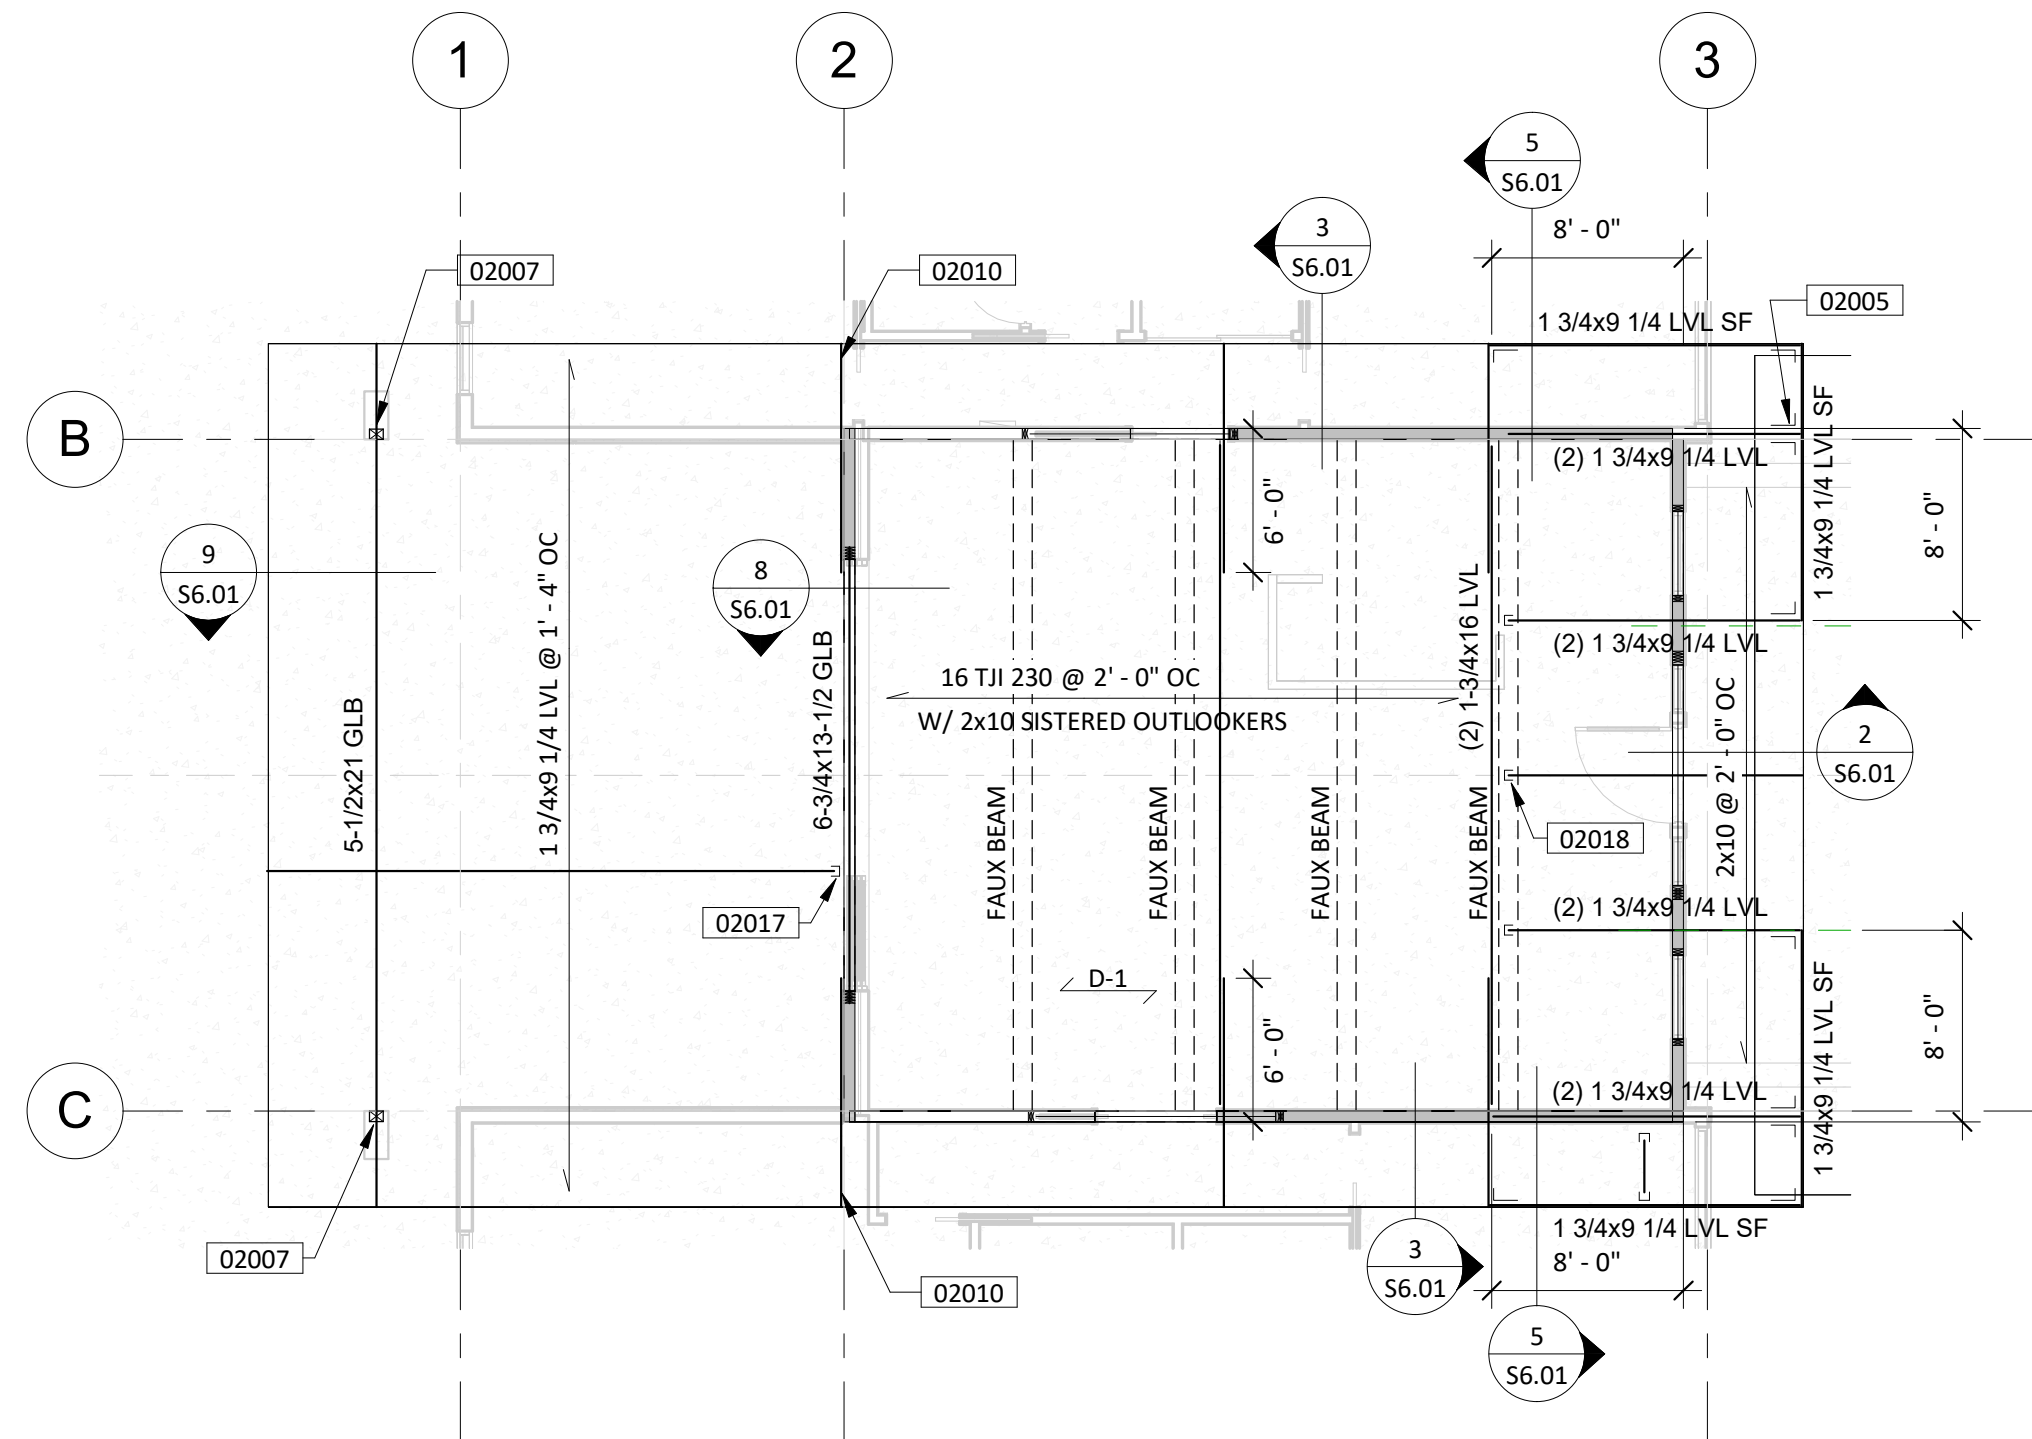 1
2
3
5
S6.01
3
S6.01
8' - 0"
02007
02010
02005
1 3/4x9 1/4 LVL SF
B
(2) 1 3/4x9 1/4 LVL
1 3/4x9 1/4 LVL SF
8' - 0"
6' - 0"
9
S6.01
8
S6.01
1 3/4x9 1/4 LVL @ 1' - 4" OC
(2) 1-3/4x16 LVL
(2) 1 3/4x9 1/4 LVL
6-3/4x13-1/2 GLB
16 TJI 230 @ 2' - 0" OC
W/ 2x10 SISTERED OUTLOOKERS
5-1/2x21 GLB
2x10 @ 2' - 0" OC
2
S6.01
FAUX BEAM
FAUX BEAM
FAUX BEAM
FAUX BEAM
02018
02017
(2) 1 3/4x9 1/4 LVL
D-1
6' - 0"
8' - 0"
1 3/4x9 1/4 LVL SF
(2) 1 3/4x9 1/4 LVL
C
02007
02010
1 3/4x9 1/4 LVL SF
8' - 0"
3
S6.01
5
S6.01